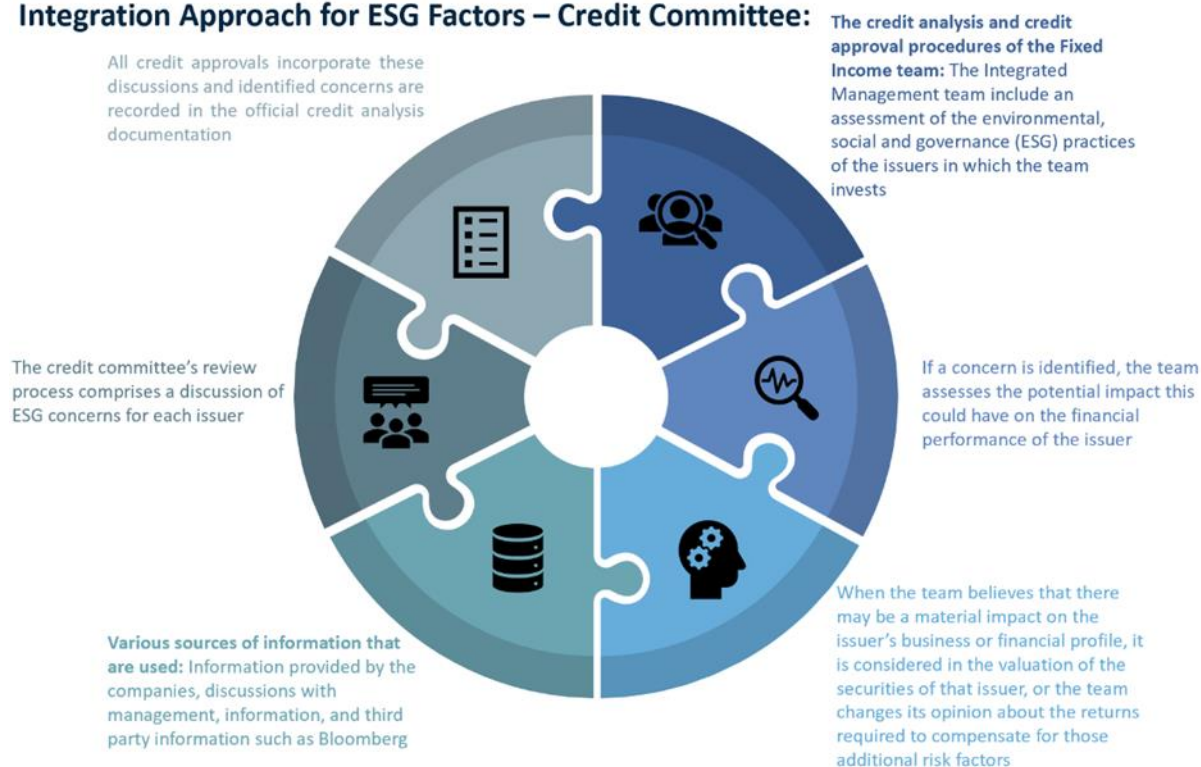 Integration Approach for ESG Factors – Credit Committee:
The credit analysis and credit
approval procedures of the Fixed
Income team: The Integrated
Management team include an
assessment of the environmental,
social and governance (ESG) practices
of the issuers in which the team
invests
If a concern is identified, the team
assesses the potential impact this
could have on the financial
performance of the issuer
When the team believes that there
may be a material impact on the
issuer's business or financial profile, it
is considered in the valuation of the
securities of that issuer, or the team
changes its opinion about the returns
required to compensate for those
additional risk factors
Various sources of information that
are used: Information provided by the
companies, discussions with
management, information, and third
party information such as Bloomberg
The credit committee's review
process comprises a discussion of
ESG concerns for each issuer
All credit approvals incorporate these
discussions and identified concerns are
recorded in the official credit analysis
documentation